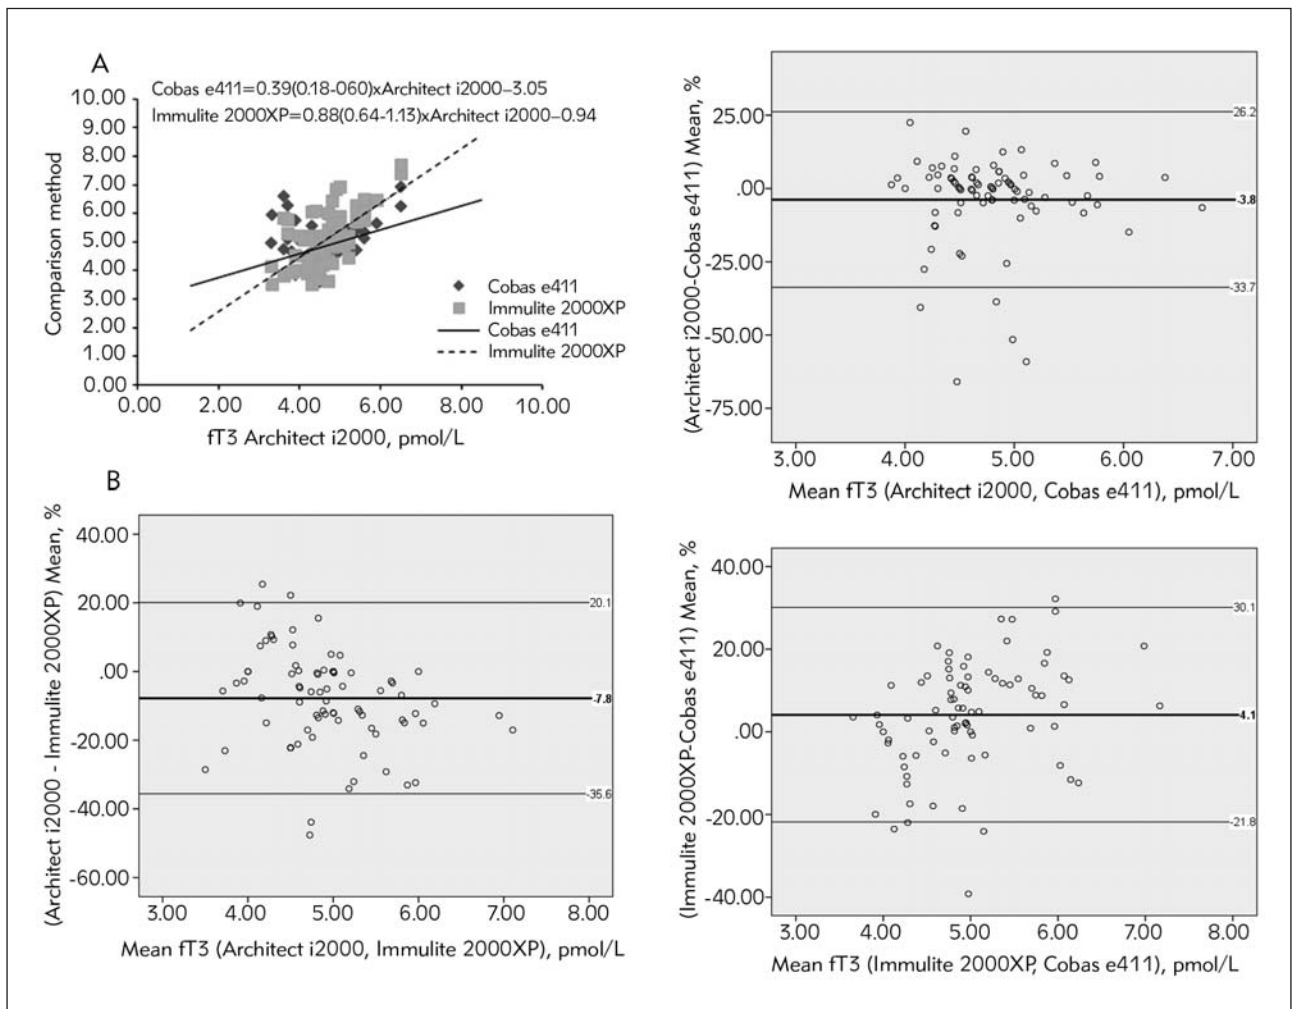 A
Cobas e411=0.39(0.18-060)xArchitect i2000–3.05
Immulite 2000XP=0.88(0.64-1.13)xArchitect i2000–0.94
Comparison method
10.00
9.00
8.00
7.00
6.00
5.00
4.00
3.00
2.00
1.00
0.00
Cobas e411
Immulite 2000XP
Cobas e411
Immulite 2000XP
0.00 2.00 4.00 6.00 8.00 10.00
fT3 Architect i2000, pmol/L
(Architect i2000-Cobas e411) Mean, %
25.00
.00
-25.00
-50.00
-75.00
26.2
-3.8
-33.7
3.00 4.00 5.00 6.00 7.00
Mean fT3 (Architect i2000, Cobas e411), pmol/L
B
(Architect i2000 - Immulite 2000XP) Mean, %
40.00
20.00
.00
-20.00
-40.00
-60.00
20.1
-7.8
-35.6
3.00 4.00 5.00 6.00 7.00 8.00
Mean fT3 (Architect i2000, Immulite 2000XP), pmol/L
(Immulite 2000XP-Cobas e411) Mean, %
40.00
20.00
.00
-20.00
-40.00
30.1
4.1
-21.8
3.00 4.00 5.00 6.00 7.00 8.00
Mean fT3 (Immulite 2000XP, Cobas e411), pmol/L